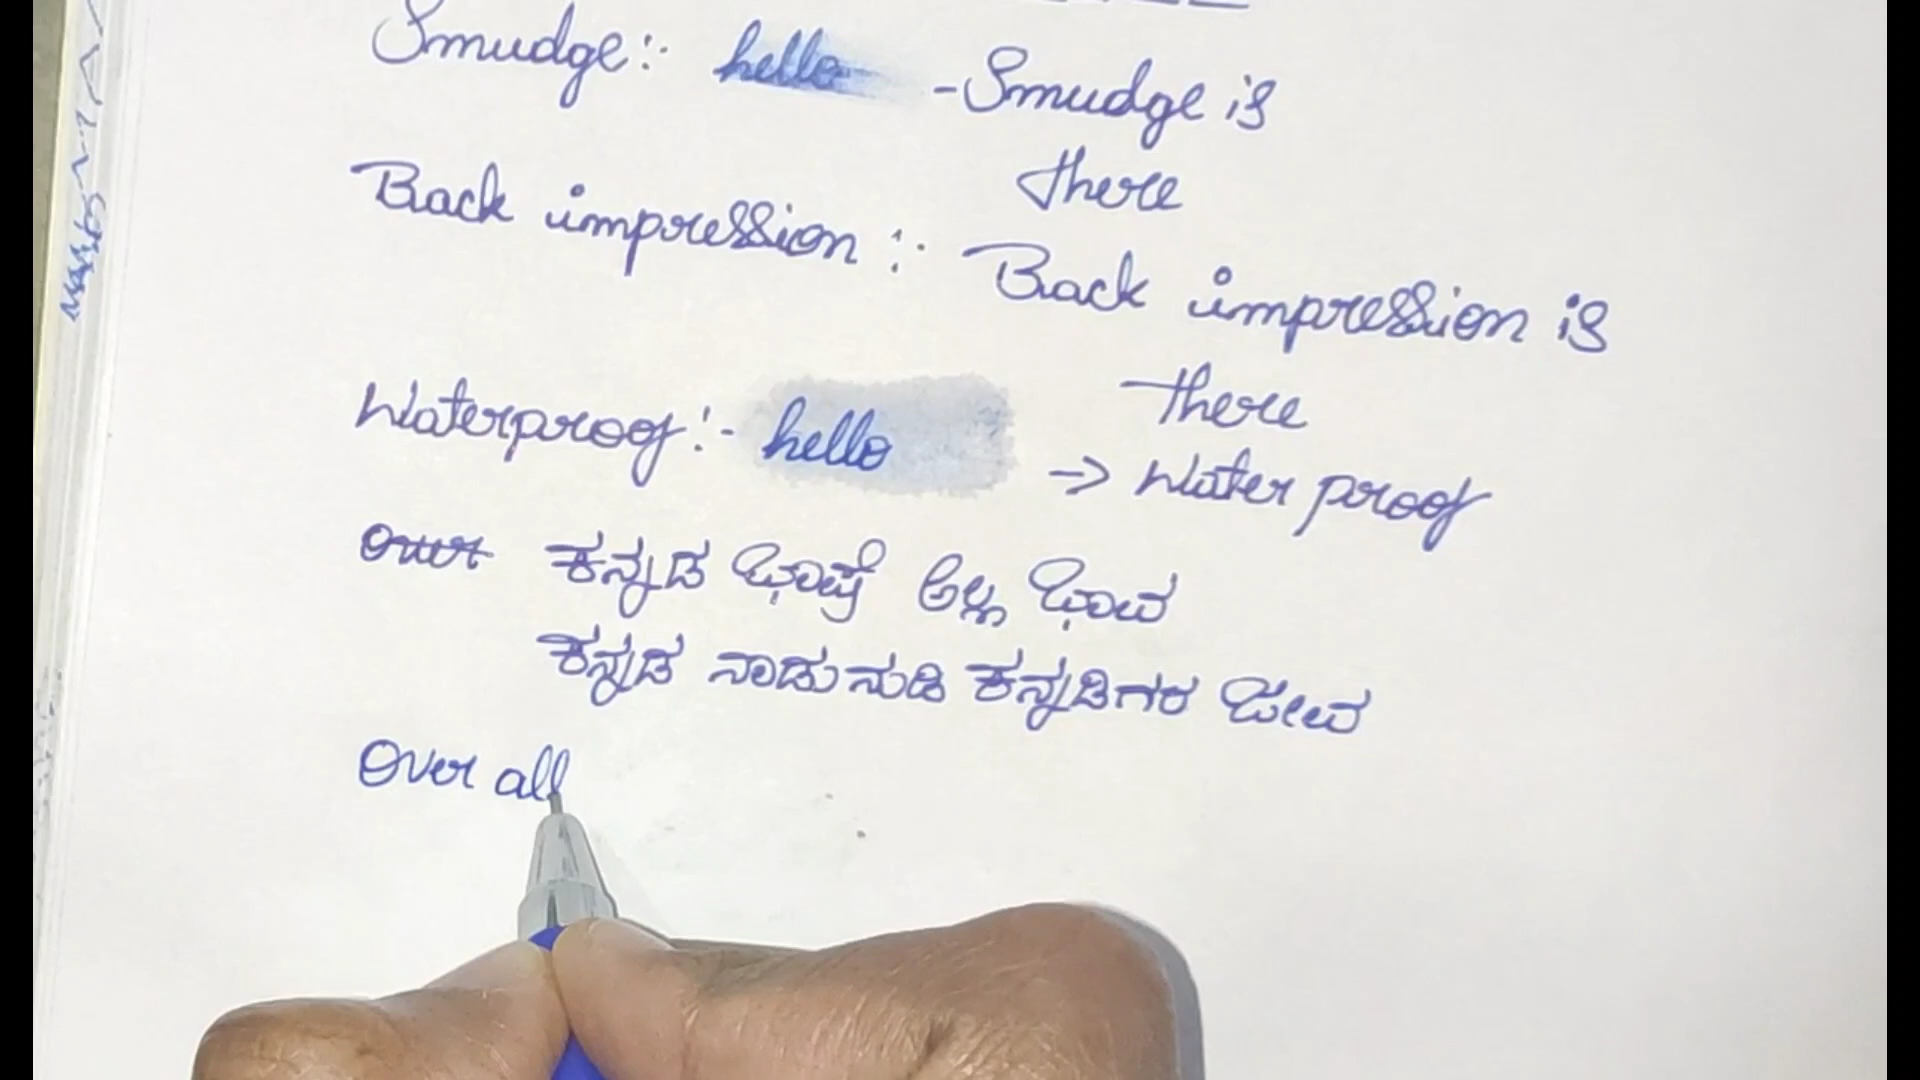 Smudge:- hello - Smudge is
there
Back impression :- Back impression is
there
Waterproof:- hello → Water proof
ಕನ್ನಡ ಭಾಷೆ ಅಲ್ಲ ಭಾವ
ಕನ್ನಡ ನಾಡು ನುಡಿ ಕನ್ನಡಿಗರ ಜೀವ
Over all